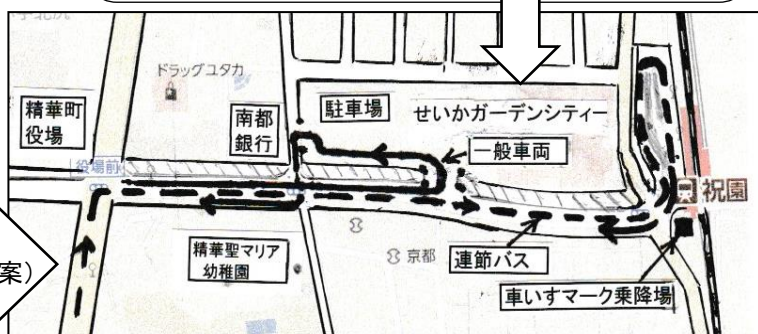 ドラッグユタカ
精華町
役場
南都
銀行
駐車場
せいかガーデンシティー
一般車両
役場前
祝園
案）
精華聖マリア
幼稚園
京都
連節バス
車いすマーク乗降場